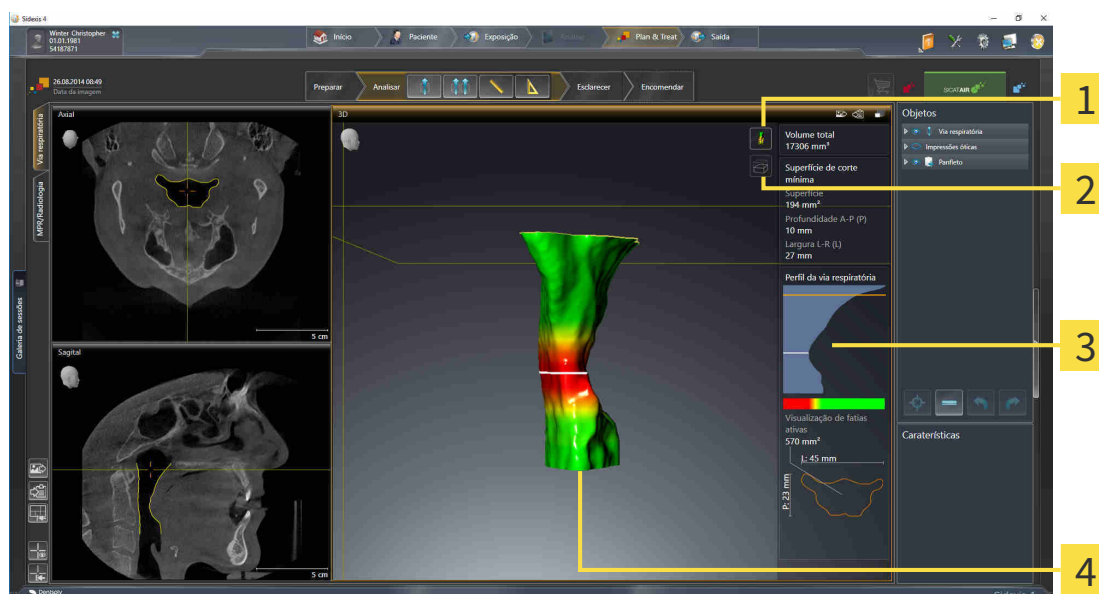 Sidexis 4
Winter Christopher
01.01.1981
54187871
Início
Paciente
Exposição
Plan & Treat
Saída
26.08.2014 08:49
Data da imagem
Preparar
Analisar
Esclarecer
Encomendar
SICATAIR
1
2
3
4
Via respiratória
MPR/Radiologia
Galeria de sessões
Axial
5 cm
Sagital
5 cm
3D
Volume total
17306 mm³
Superfície de corte
mínima
Superfície
194 mm²
Profundidade A-P (P)
10 mm
Largura L-R (L)
27 mm
Perfil da via respiratória
Visualização de fatias
ativas
570 mm²
L: 45 mm
P: 23 mm
Objetos
Via respiratória
Impressões óticas
Panfleto
Caraterísticas
Dentsply
Sidexis 4